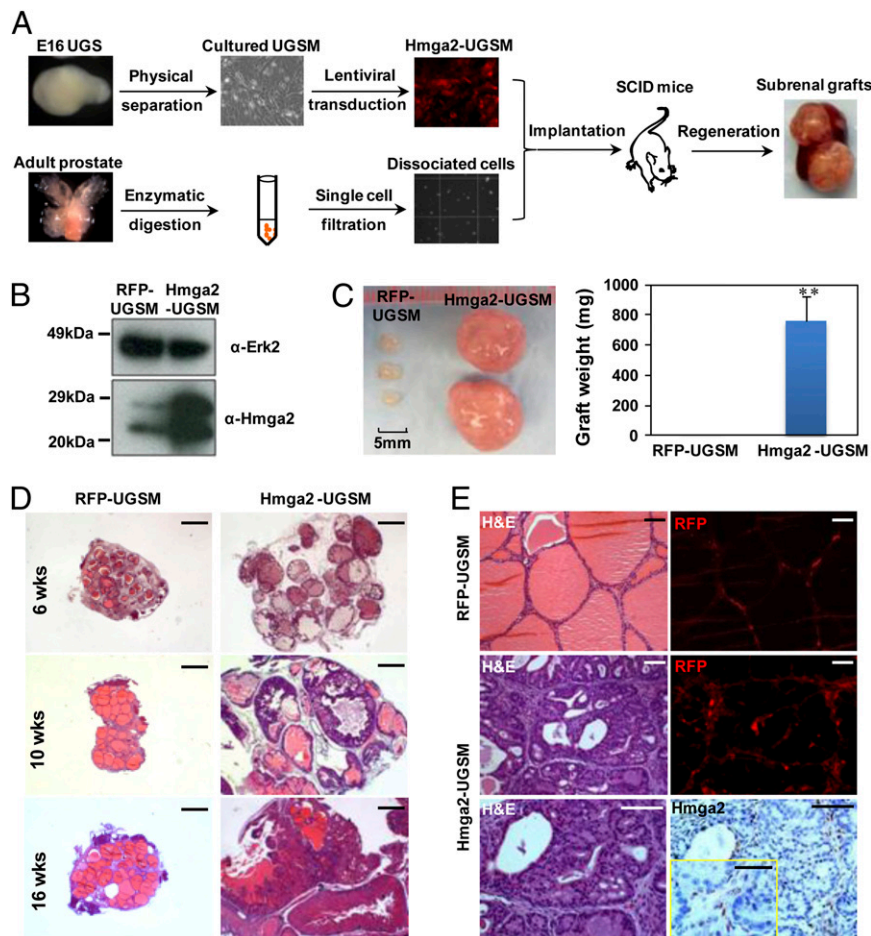 A
E16 UGS
Cultured UGSM
Hmga2-UGSM
Physical
separation
Lentiviral
transduction
SCID mice
Subrenal grafts
Implantation
Regeneration
Adult prostate
Dissociated cells
Enzymatic
digestion
Single cell
filtration
B
RFP-
UGSM
Hmga2
-UGSM
49kDa
α-Erk2
29kDa
α-Hmga2
20kDa
C
RFP-
UGSM
Hmga2-UGSM
5mm
Graft weight (mg)
1000
800
600
400
200
0
**
RFP-UGSM
Hmga2-UGSM
D
RFP-UGSM
Hmga2-UGSM
6 wks
10 wks
16 wks
E
RFP-UGSM
H&E
RFP
Hmga2-UGSM
H&E
RFP
H&E
Hmga2